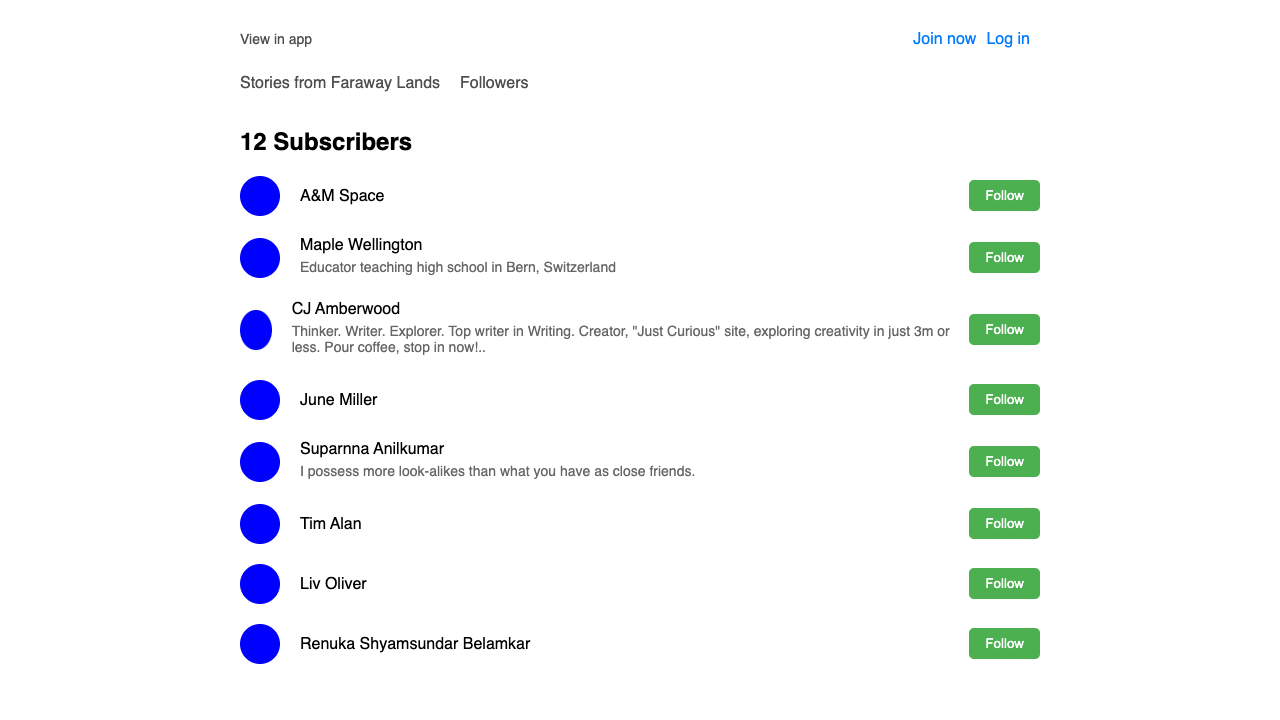 View in app
Join now Log in
Stories from Faraway Lands Followers
12 Subscribers
A&M Space
Follow
Maple Wellington
Educator teaching high school in Bern, Switzerland
Follow
CJ Amberwood
Thinker. Writer. Explorer. Top writer in Writing. Creator, "Just Curious" site, exploring creativity in just 3m or
less. Pour coffee, stop in now!..
Follow
June Miller
Follow
Suparnna Anilkumar
I possess more look-alikes than what you have as close friends.
Follow
Tim Alan
Follow
Liv Oliver
Follow
Renuka Shyamsundar Belamkar
Follow